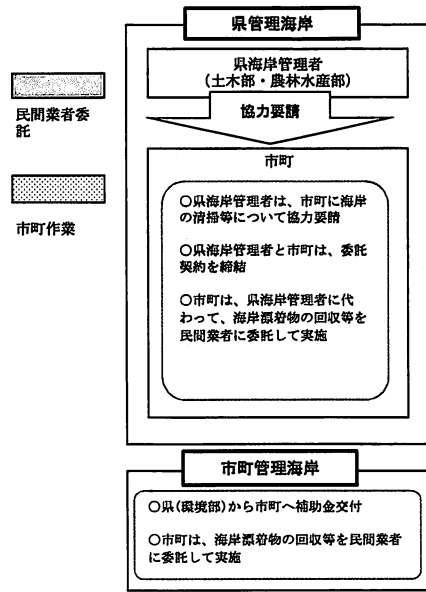 県管理海岸
県海岸管理者
(土木部・農林水産部)
協力要請
民間業者委
託
市町
市町作業
○県海岸管理者は、市町に海岸
の清掃等について協力要請
○県海岸管理者と市町は、委託
契約を締結
○市町は、県海岸管理者に代
わって、海岸漂着物の回収等を
民間業者に委託して実施
市町管理海岸
○県(環境部)から市町へ補助金交付
○市町は、海岸漂着物の回収等を民間業者
に委託して実施